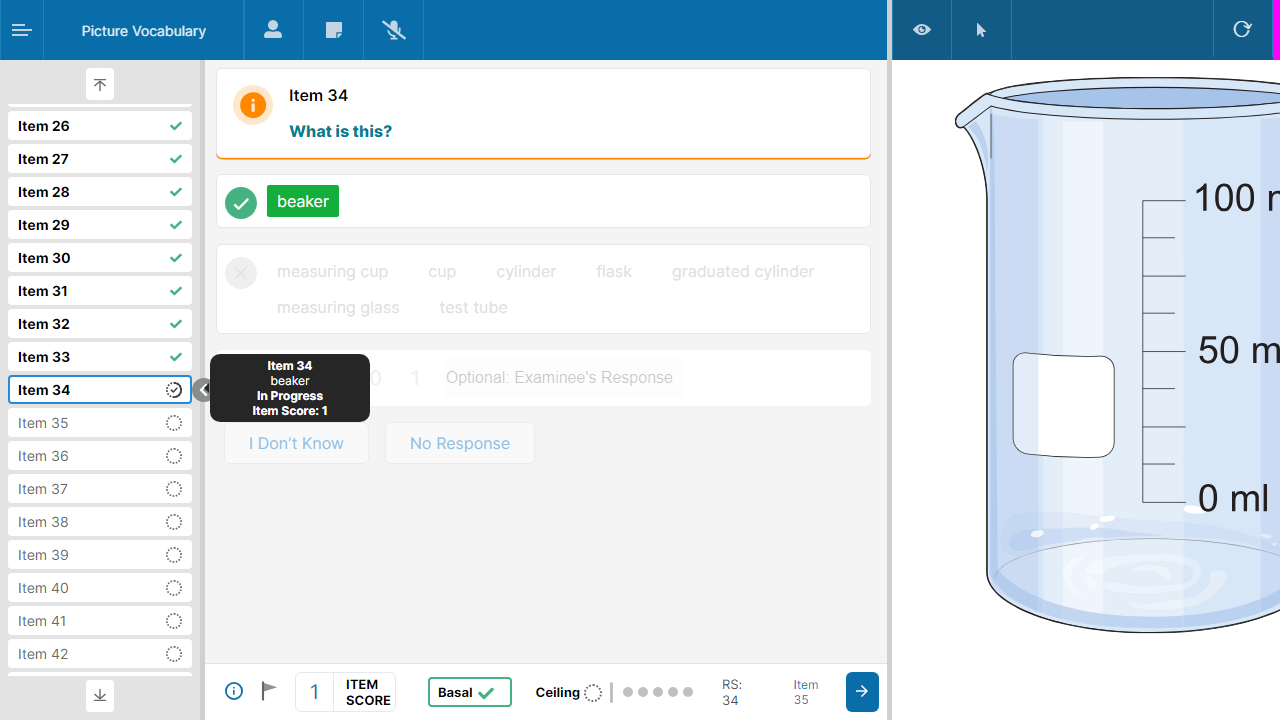 Picture Vocabulary
Item 26
Item 27
Item 28
Item 29
Item 30
Item 31
Item 32
Item 33
Item 34
Item 35
Item 36
Item 37
Item 38
Item 39
Item 40
Item 41
Item 42
Item 34
What is this?
beaker
measuring cup cup cylinder flask graduated cylinder
measuring glass test tube
Item 34
beaker
In Progress
Item Score: 1
0 1 Optional: Examinee's Response
I Don’t Know No Response
1 ITEM SCORE
Basal
Ceiling
RS: 34
Item 35
100
50 m
0 ml